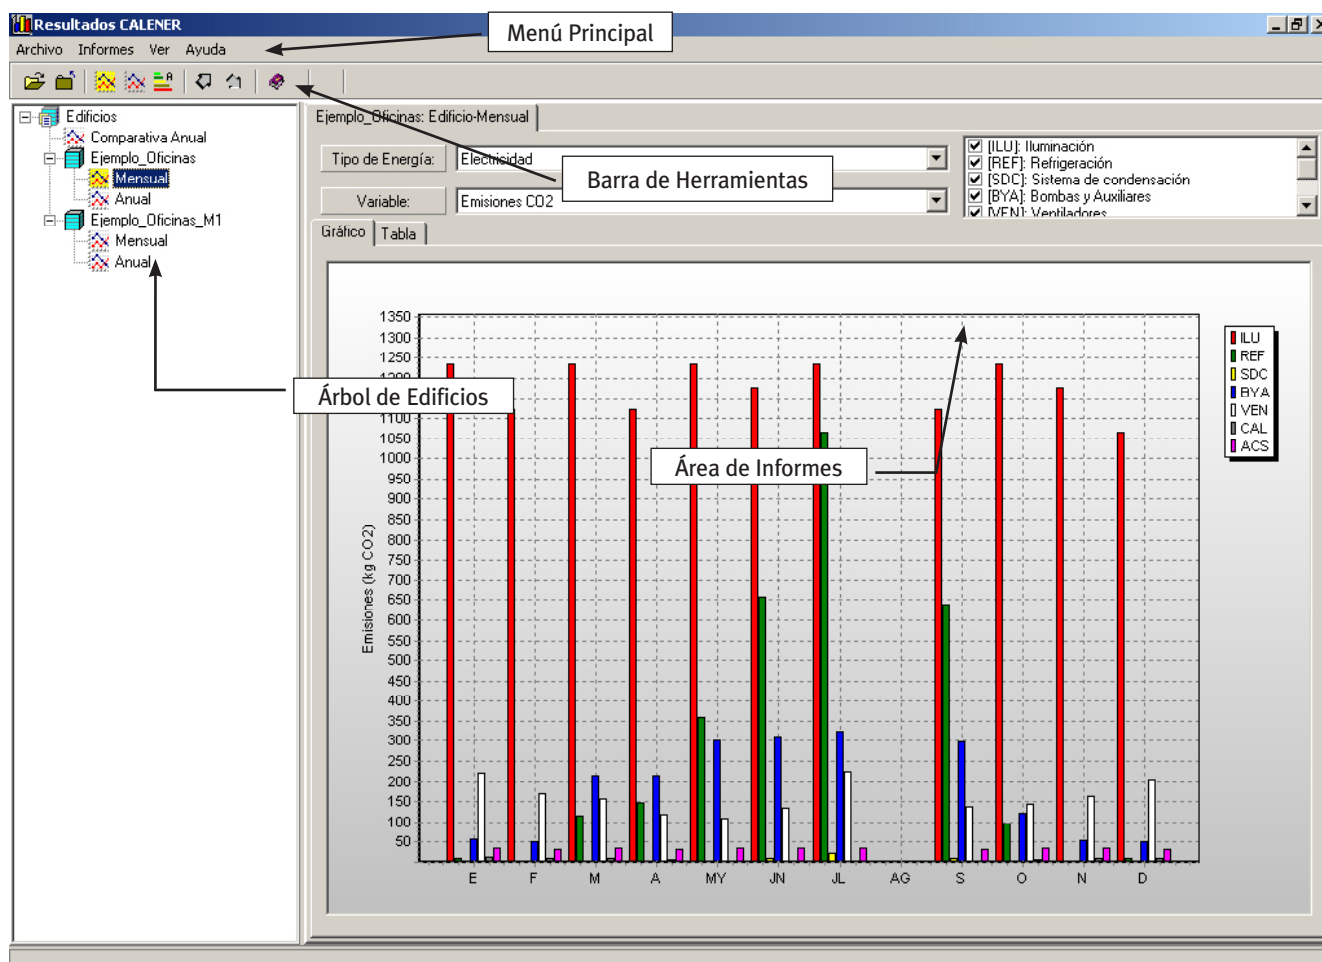 Resultados CALENER
Menú Principal
Archivo Informes Ver Ayuda
Edificios
Comparativa Anual
Ejemplo_Oficinas
Mensual
Anual
Ejemplo_Oficinas_M1
Mensual
Anual
Árbol de Edificios
Ejemplo_Oficinas: Edificio-Mensual
Tipo de Energía: Electricidad
Barra de Herramientas
Variable: Emisiones CO2
[ILU]: Iluminación
[REF]: Refrigeración
[SDC]: Sistema de condensación
[BYA]: Bombas y Auxiliares
[VEN]: Ventiladores
Gráfico Tabla
1350
1300
1250
1200
1100
1050
1000
950
900
850
800
750
700
650
600
550
500
450
400
350
300
250
200
150
100
50
Emisiones (kg CO2)
Área de Informes
E F M A MY JN JL AG S O N D
ILU
REF
SDC
BYA
VEN
CAL
ACS